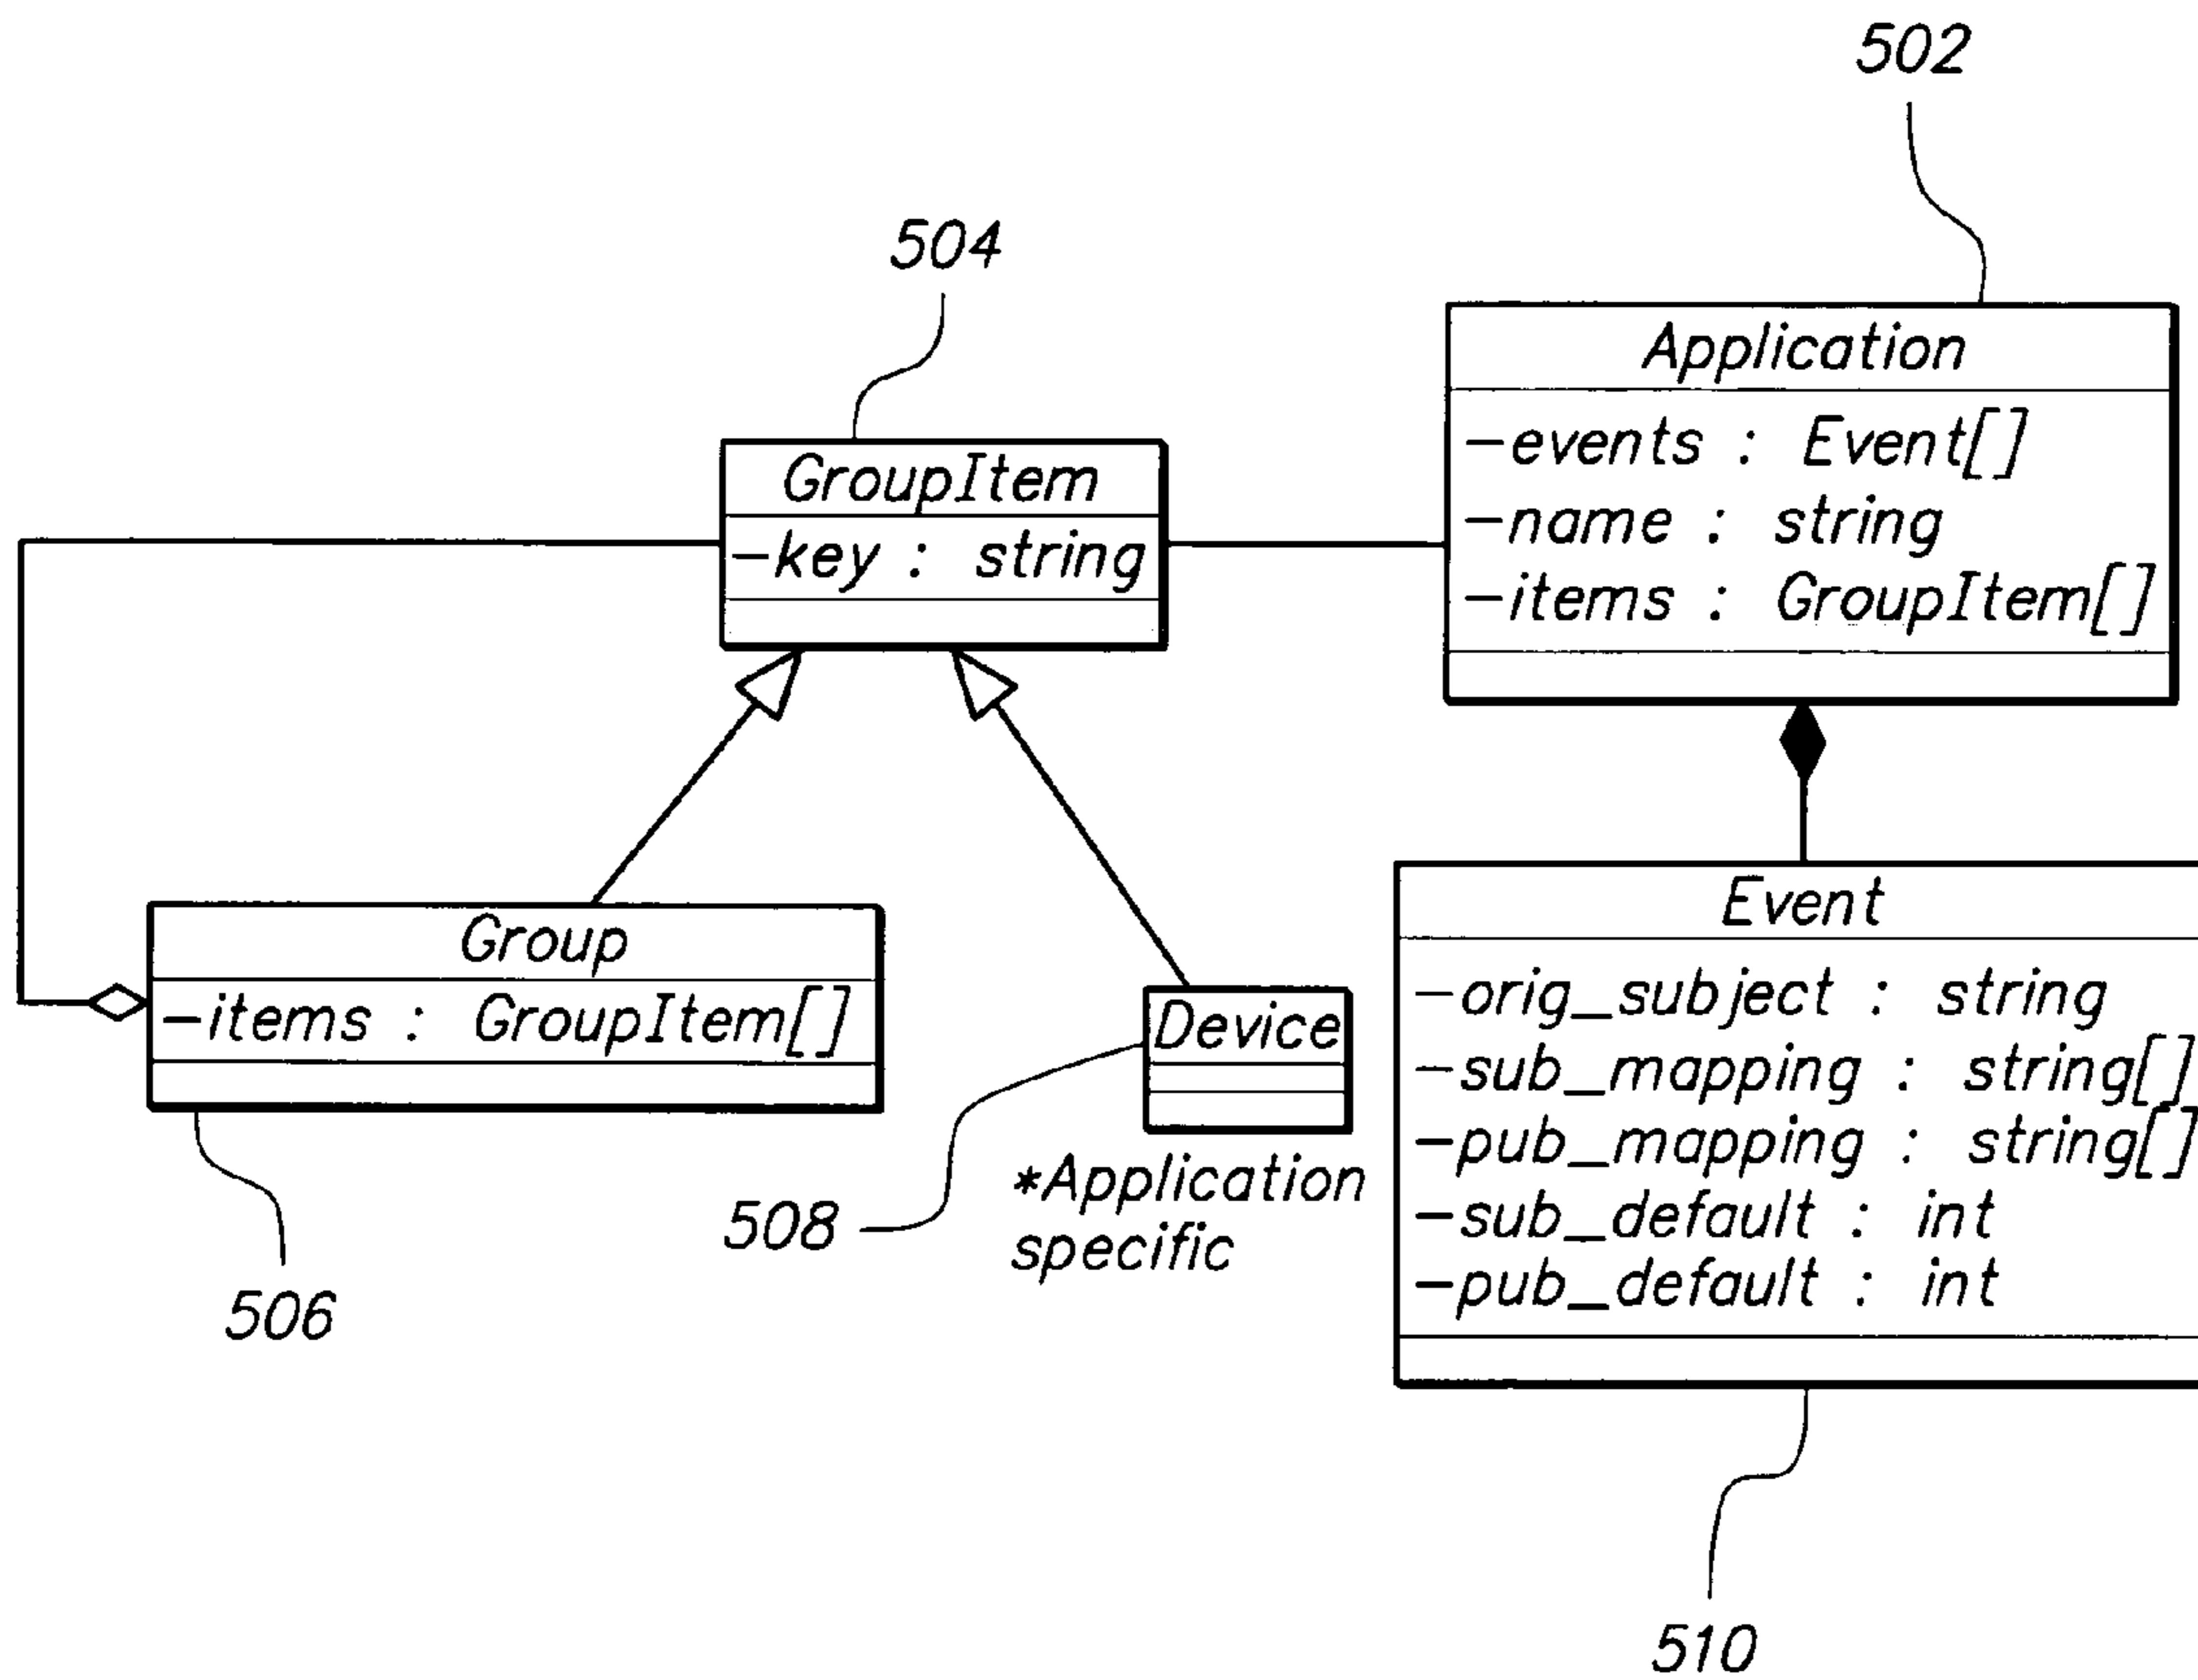 502
504
Application
-events : Event[]
-name : string
-items : GroupItem[]
GroupItem
-key : string
Group
-items : GroupItem[]
Device
*Application
specific
508
506
Event
-orig_subject : string
-sub_mapping : string[]
-pub_mapping : string[]
-sub_default : int
-pub_default : int
510